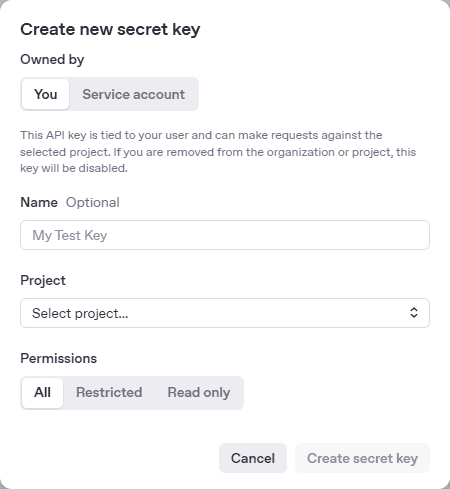 Create new secret key
Owned by
You Service account
This API key is tied to your user and can make requests against the
selected project. If you are removed from the organization or project, this
key will be disabled.
Name Optional
My Test Key
Project
Select project...
Permissions
All Restricted Read only
Cancel Create secret key